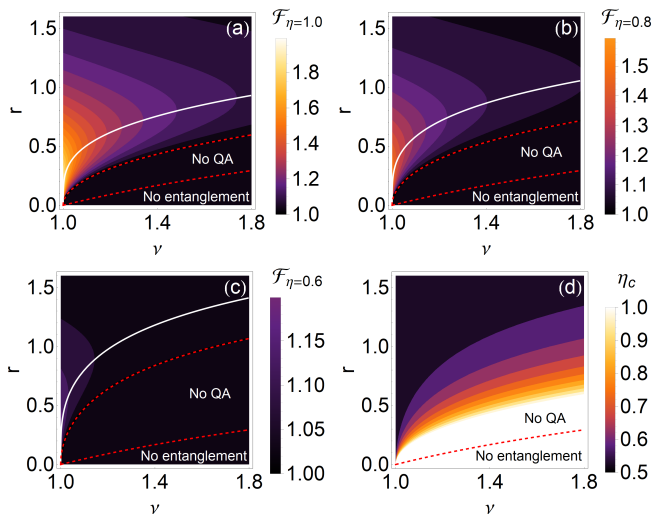 (a)
ℱη=1.0
r
1.5
1.0
0.5
0.0
No QA
No entanglement
1.0
1.4
1.8
ν
1.8
1.6
1.4
1.2
1.0
(b)
ℱη=0.8
r
1.5
1.0
0.5
0.0
No QA
No entanglement
1.0
1.4
1.8
ν
1.5
1.4
1.3
1.2
1.1
1.0
(c)
ℱη=0.6
r
1.5
1.0
0.5
0.0
No QA
No entanglement
1.0
1.4
1.8
ν
1.15
1.10
1.05
1.00
(d)
ηc
r
1.5
1.0
0.5
0.0
No QA
No entanglement
1.0
1.4
1.8
ν
1.0
0.9
0.8
0.7
0.6
0.5